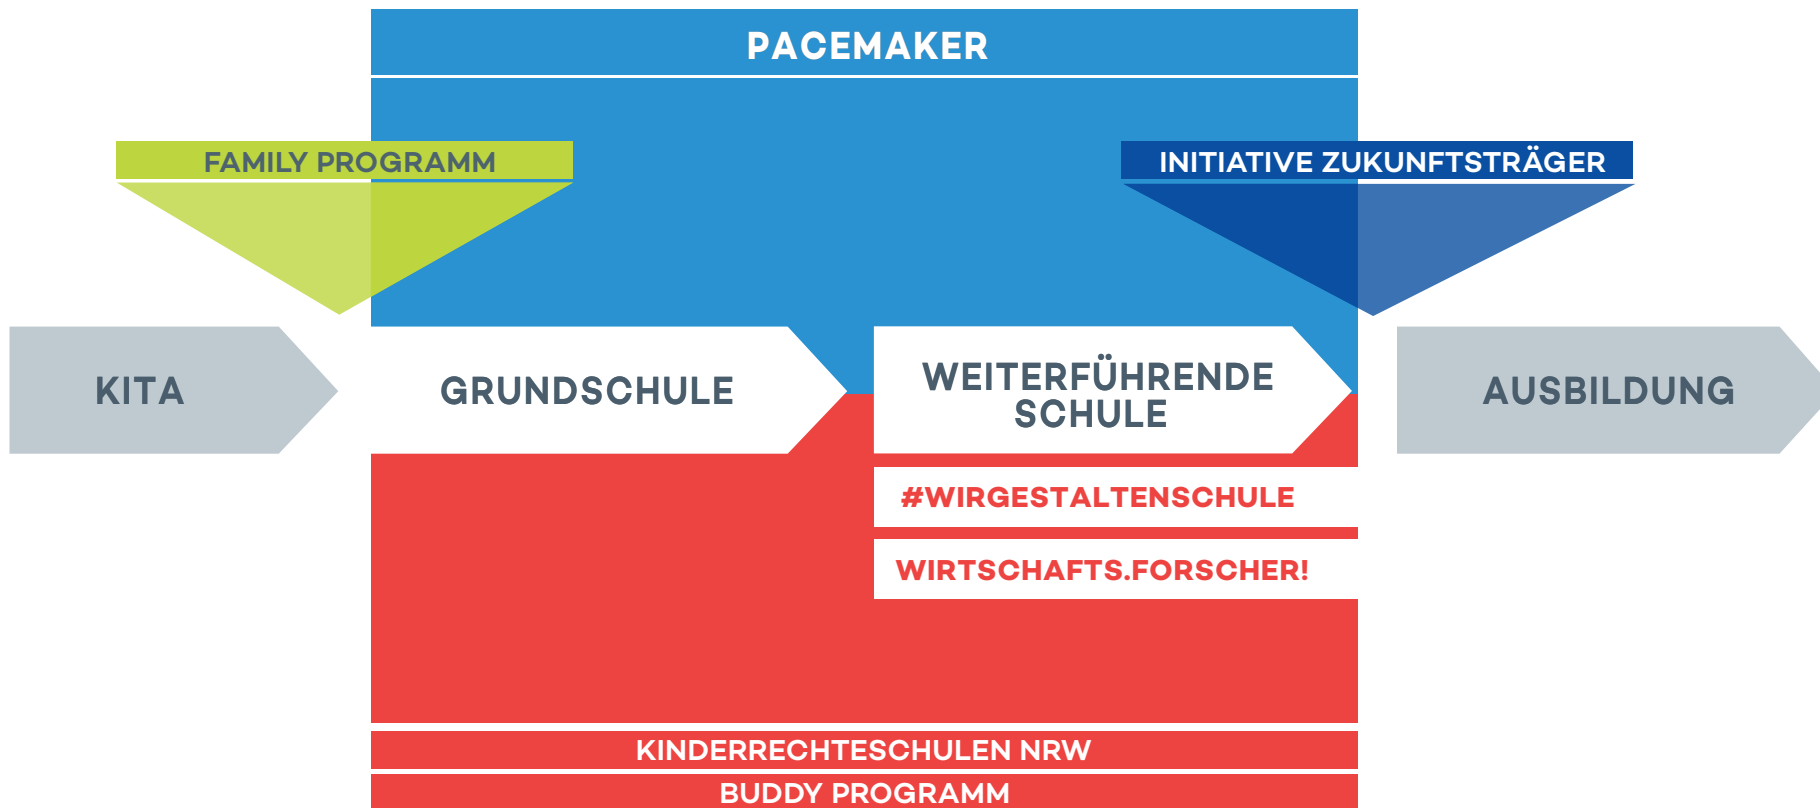 PACEMAKER
FAMILY PROGRAMM
INITIATIVE ZUKUNFTSTRÄGER
KITA
GRUNDSCHULE
WEITERFÜHRENDE
SCHULE
AUSBILDUNG
#WIRGESTALTENSCHULE
WIRTSCHAFTS.FORSCHER!
KINDERRECHTESCHULEN NRW
BUDDY PROGRAMM